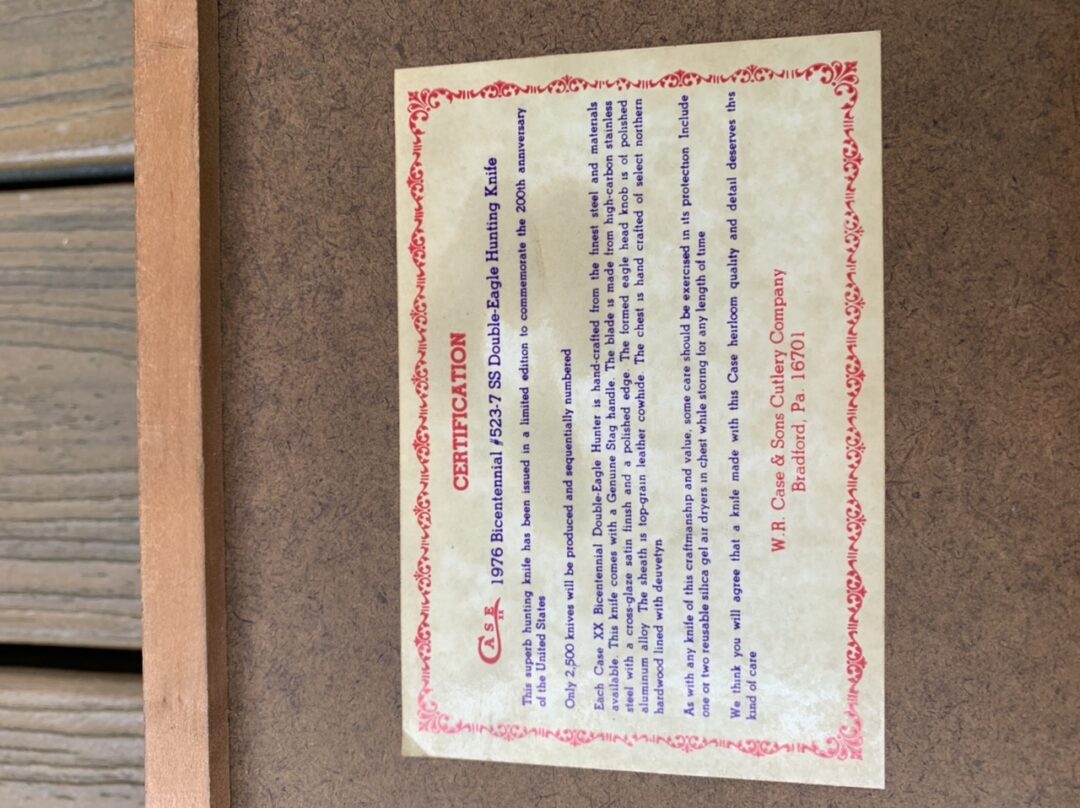 CERTIFICATION
CASE XX 1976 Bicentennial #523-7 SS Double-Eagle Hunting Knife
This superb hunting knife has been issued in a limited edition to commemorate the 200th anniversary
of the United States
Only 2,500 knives will be produced and sequentially numbered
Each Case XX Bicentennial Double-Eagle Hunter is hand-crafted from the finest steel and materials
available. This knife comes with a Genuine Stag handle. The blade is made from high-carbon stainless
steel with a cross-glaze satin finish and a polished edge. The formed eagle head knob is of polished
aluminum alloy The sheath is top-grain leather cowhide. The chest is hand crafted of select northern
hardwood lined with deuvetyn
As with any knife of this craftmanship and value, some care should be exercised in its protection Include
one or two reusable silica gel air dryers in chest while storing for any length of time
We think you will agree that a knife made with this Case heirloom quality and detail deserves this
kind of care
W.R. Case & Sons Cutlery Company
Bradford, Pa. 16701